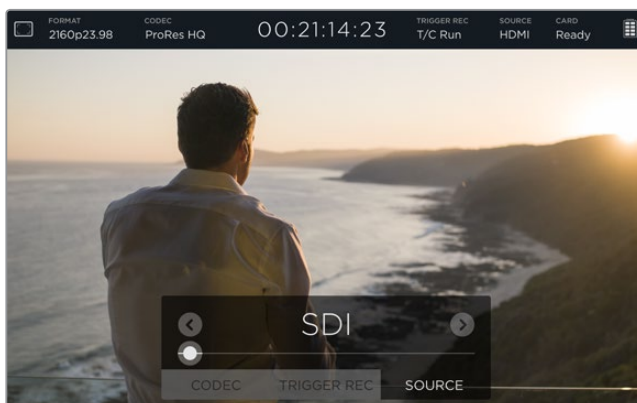 FORMAT
2160p23.98
CODEC
ProRes HQ
00:21:14:23
TRIGGER REC
T/C Run
SOURCE
HDMI
CARD
Ready
SDI
CODEC
TRIGGER REC
SOURCE